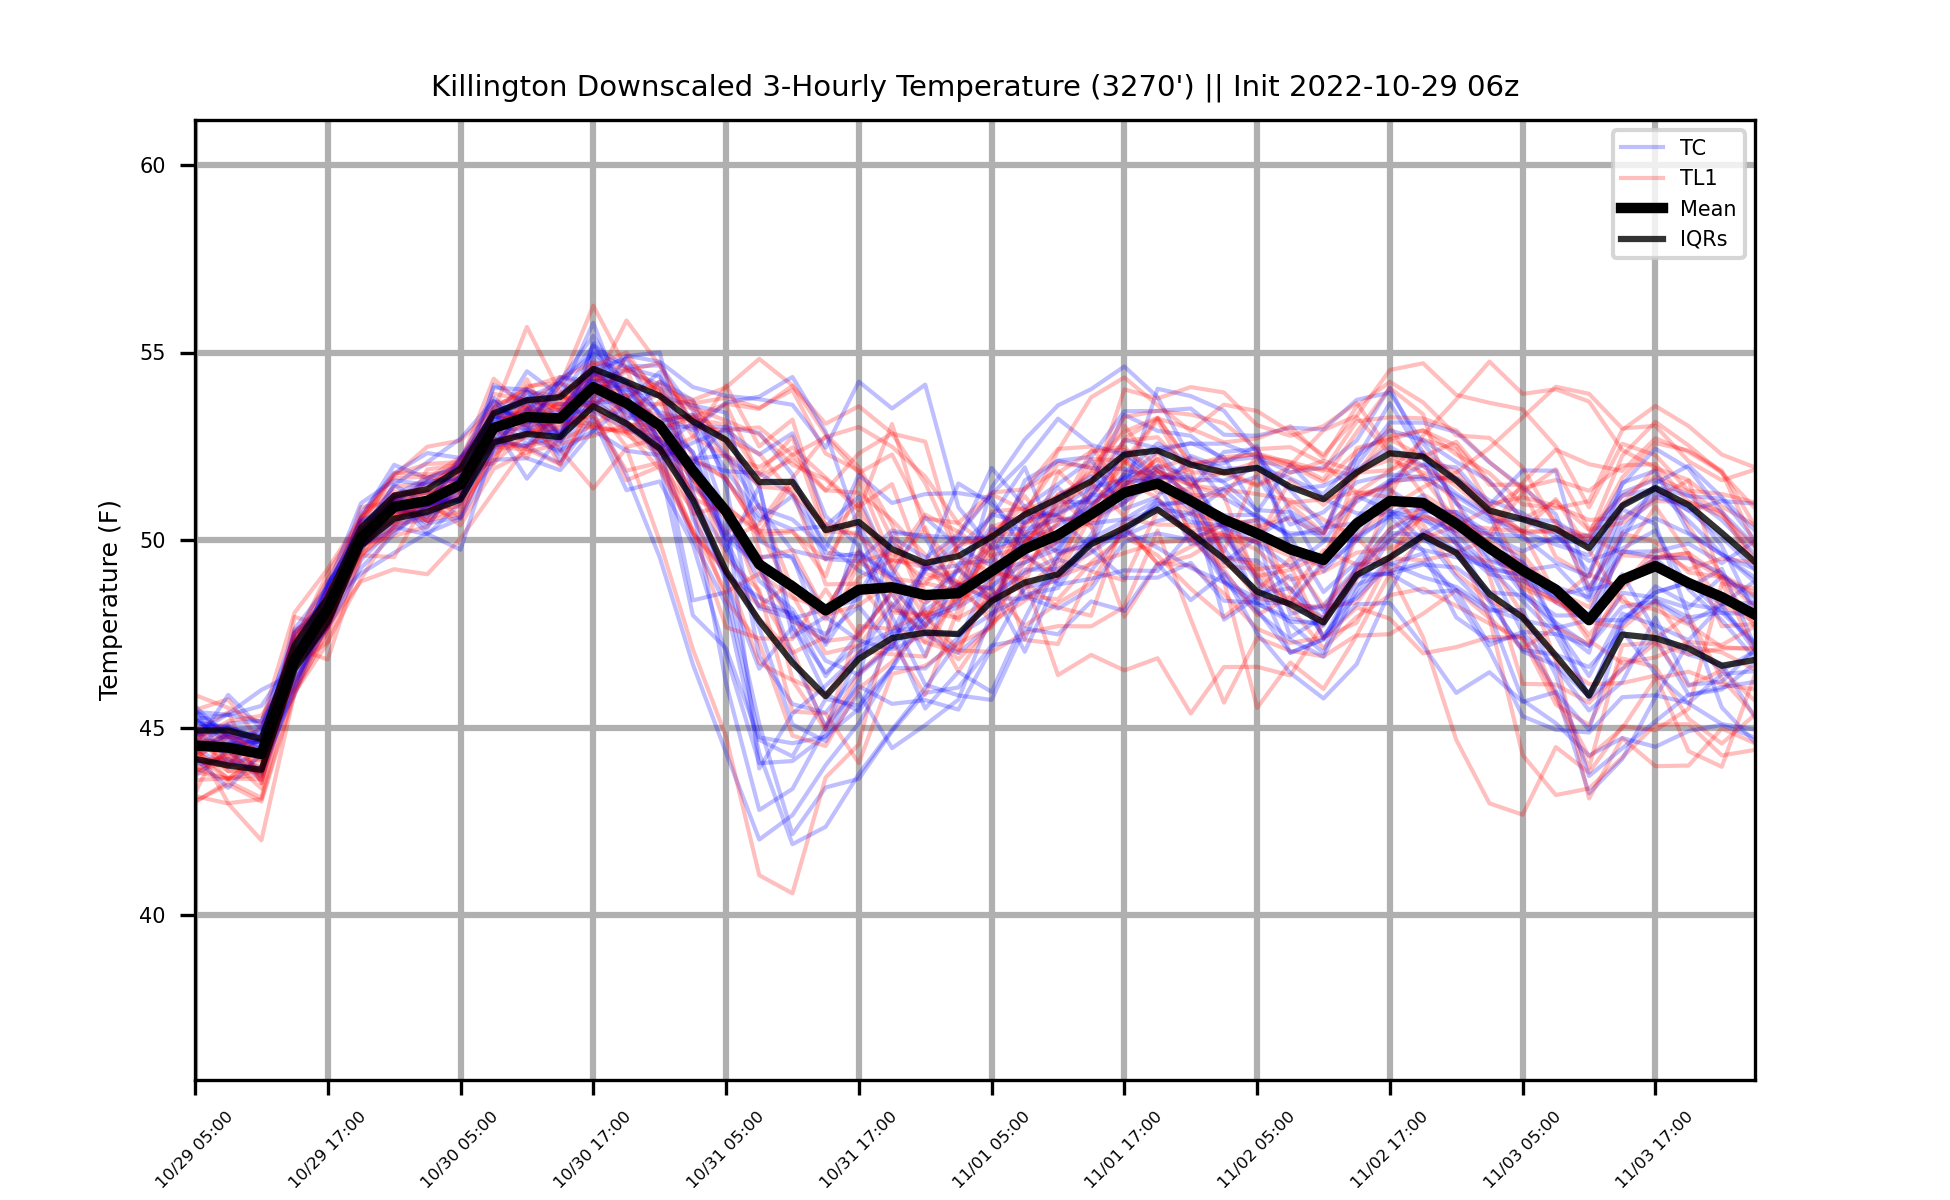 Killington Downscaled 3-Hourly Temperature (3270') || Init 2022-10-29 06z
TC
TL1
Mean
IQRs
Temperature (F)
60
55
50
45
40
10/29 05:00
10/29 17:00
10/30 05:00
10/30 17:00
10/31 05:00
10/31 17:00
11/01 05:00
11/01 17:00
11/02 05:00
11/02 17:00
11/03 05:00
11/03 17:00